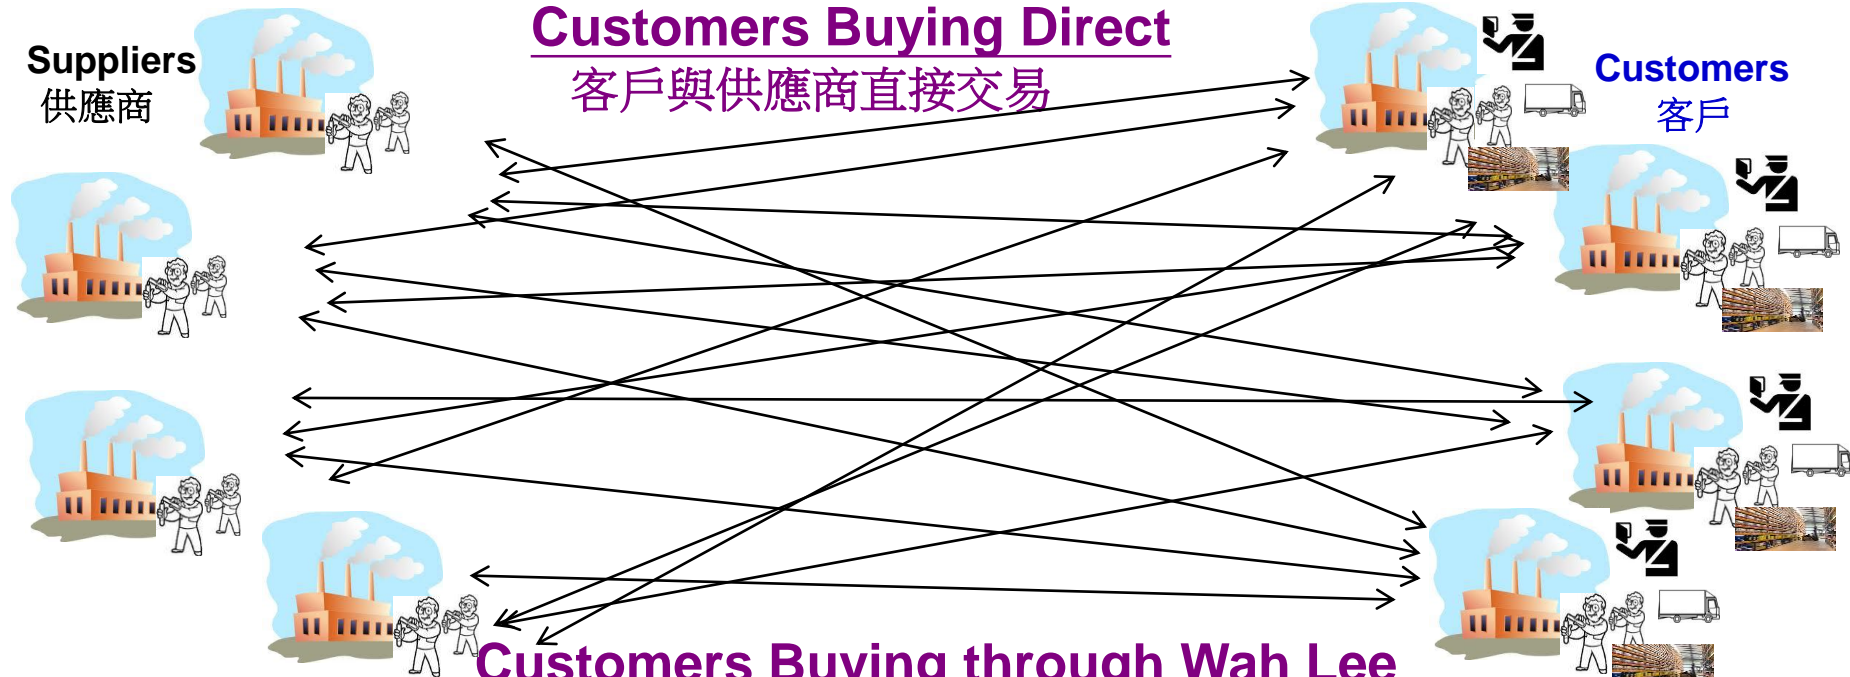 Customers Buying Direct
客戶與供應商直接交易
Suppliers
供應商
Customers
客戶
Customers Buying through Wah Lee